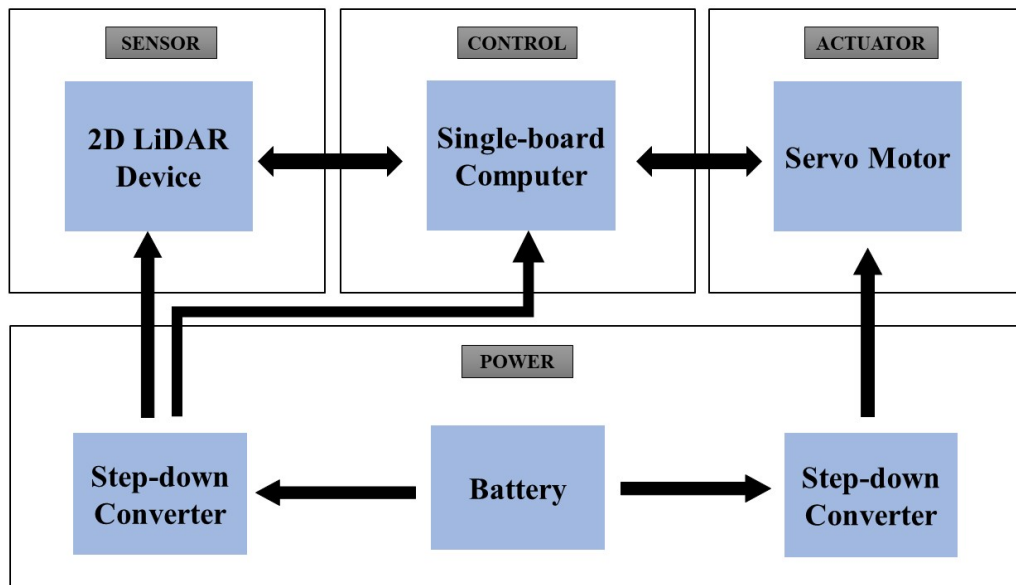 SENSOR
CONTROL
ACTUATOR
2D LiDAR
Device
Single-board
Computer
Servo Motor
POWER
Step-down
Converter
Battery
Step-down
Converter